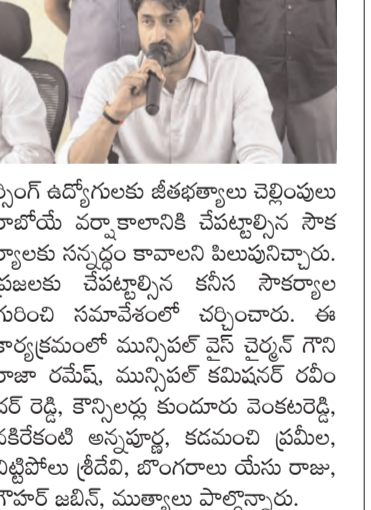 ర్సింగ్ ఉద్యోగులకు జీతభత్యాలు చెల్లింపులు
రాబోయే వర్షాకాలానికి చేపట్టాల్సిన సౌక
ర్యాలకు సన్నద్ధం కావాలని పిలుపునిచ్చారు.
ప్రజలకు చేపట్టాల్సిన కనీస సౌకర్యాల
గురించి సమావేశంలో చర్చించారు. ఈ
కార్యక్రమంలో మున్సిపల్ వైస్ చైర్మన్ గౌని
రాజా రమేష్, మున్సిపల్ కమిషనర్ రవీం
దర్ రెడ్డి, కౌన్సిలర్లు కుందూరు వెంకటరెడ్డి,
నకిరేకంటి అన్నపూర్ణ, కడమంచి ప్రమీల,
చిట్టిపోలు శ్రీదేవి, బొంగరాలు యేసు రాజు,
గౌహర్ జబిన్, ముత్యాలు పాల్గొన్నారు.